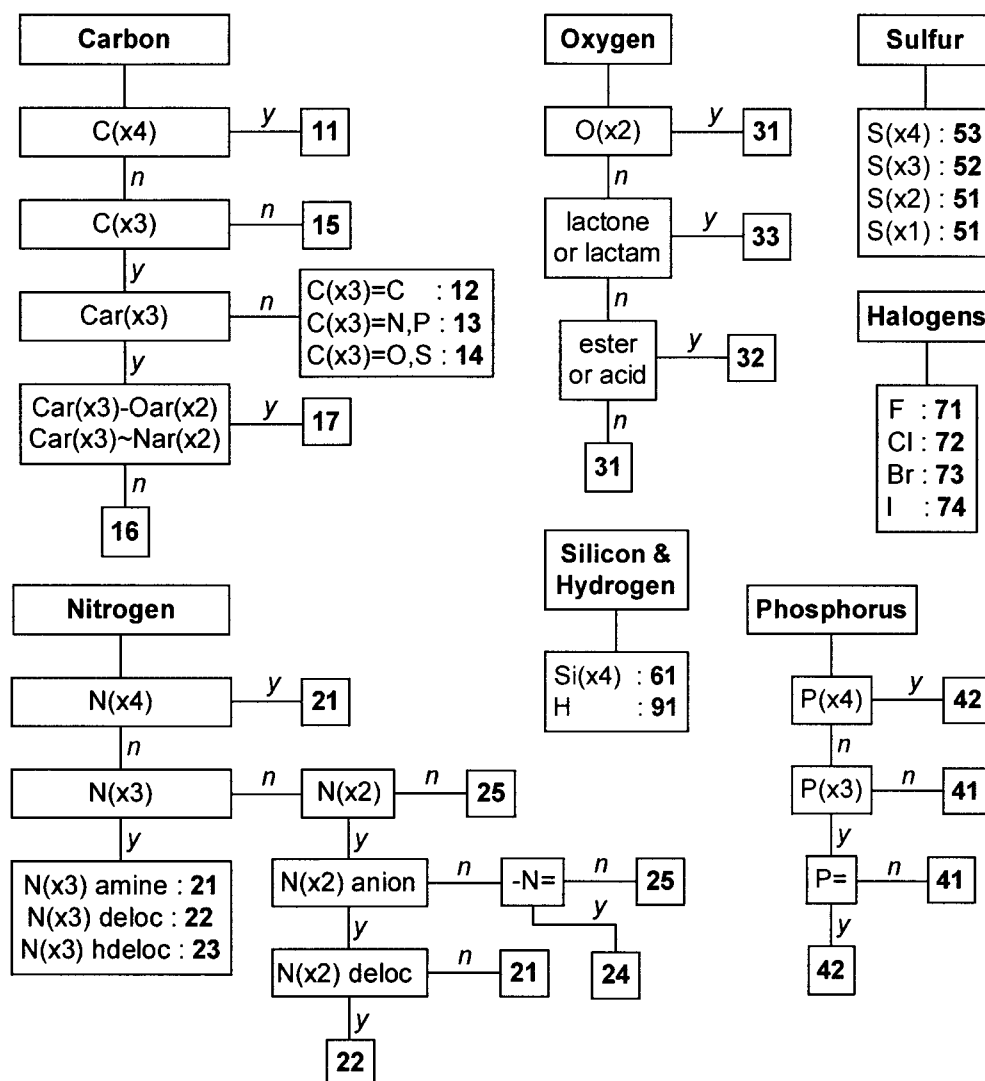 Carbon
C(x4)
y
11
n
C(x3)
n
15
y
Car(x3)
n
C(x3)=C : 12
C(x3)=N,P : 13
C(x3)=O,S : 14
y
Car(x3)-Oar(x2)
Car(x3)~Nar(x2)
y
17
n
16
Oxygen
O(x2)
y
31
n
lactone
or lactam
y
33
n
ester
or acid
y
32
n
31
Sulfur
S(x4) : 53
S(x3) : 52
S(x2) : 51
S(x1) : 51
Halogens
F : 71
Cl : 72
Br : 73
I : 74
Nitrogen
N(x4)
y
21
n
N(x3)
n
N(x2)
n
25
y
N(x3) amine : 21
N(x3) deloc : 22
N(x3) hdeloc : 23
y
N(x2) anion
n
-N=
n
25
y
24
y
N(x2) deloc
n
21
y
22
Silicon &
Hydrogen
Si(x4) : 61
H : 91
Phosphorus
P(x4)
y
42
n
P(x3)
n
41
y
P=
n
41
y
42